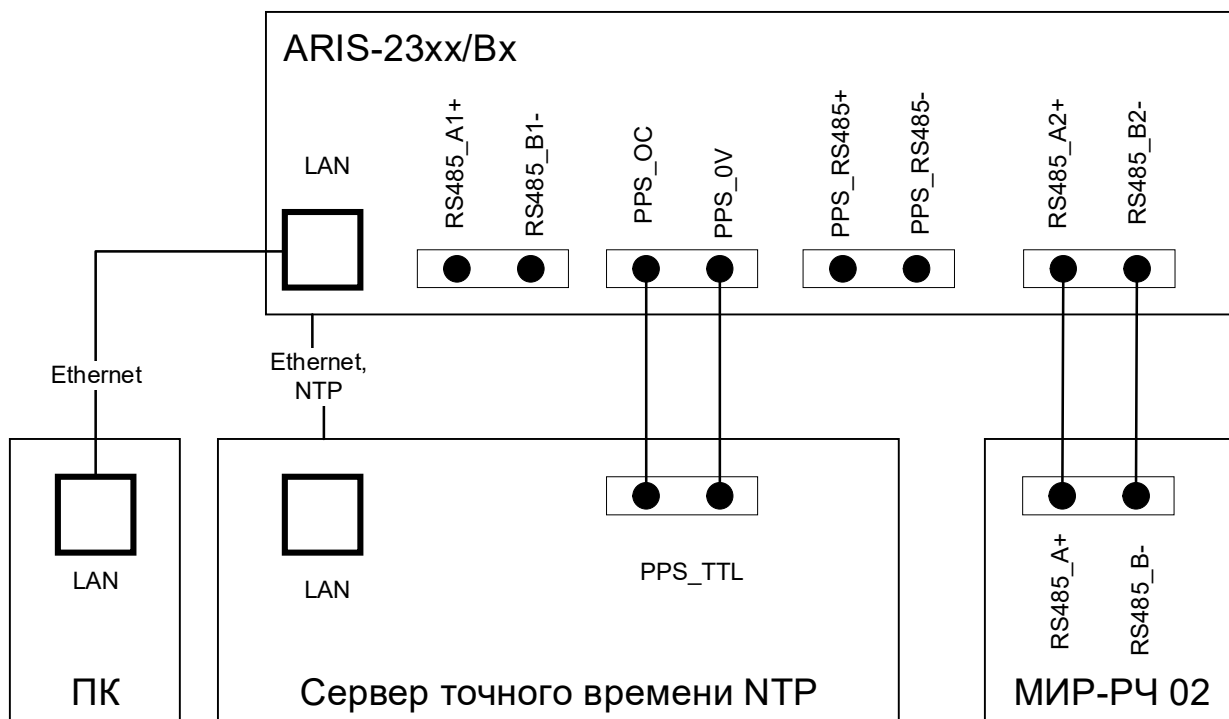 ARIS-23xx/Bx
LAN
RS485_A1+
RS485_B1-
PPS_OC
PPS_0V
PPS_RS485+
PPS_RS485-
RS485_A2+
RS485_B2-
Ethernet
Ethernet,
NTP
LAN
LAN
PPS_TTL
RS485_A+
RS485_B-
ПК
Сервер точного времени NTP
МИР-РЧ 02